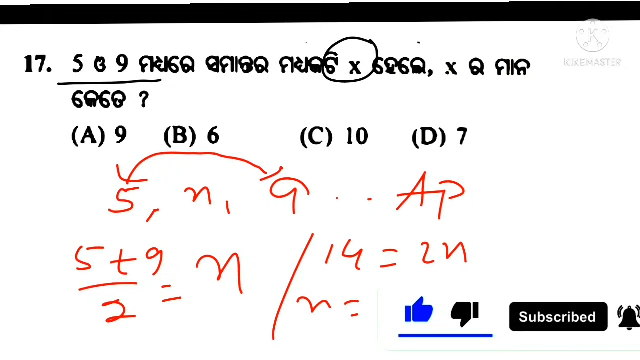 KINEMASTER
17. 5 ଓ 9 ମଧ୍ୟରେ ସମାନ୍ତର ମଧ୍ୟକଟି x ହେଲେ, x ର ମାନ
କେତେ ?
(A) 9 (B) 6 (C) 10 (D) 7
5, x, 9 .. AP
5+9/2 = x / 14 = 2x
x =
Subscribed